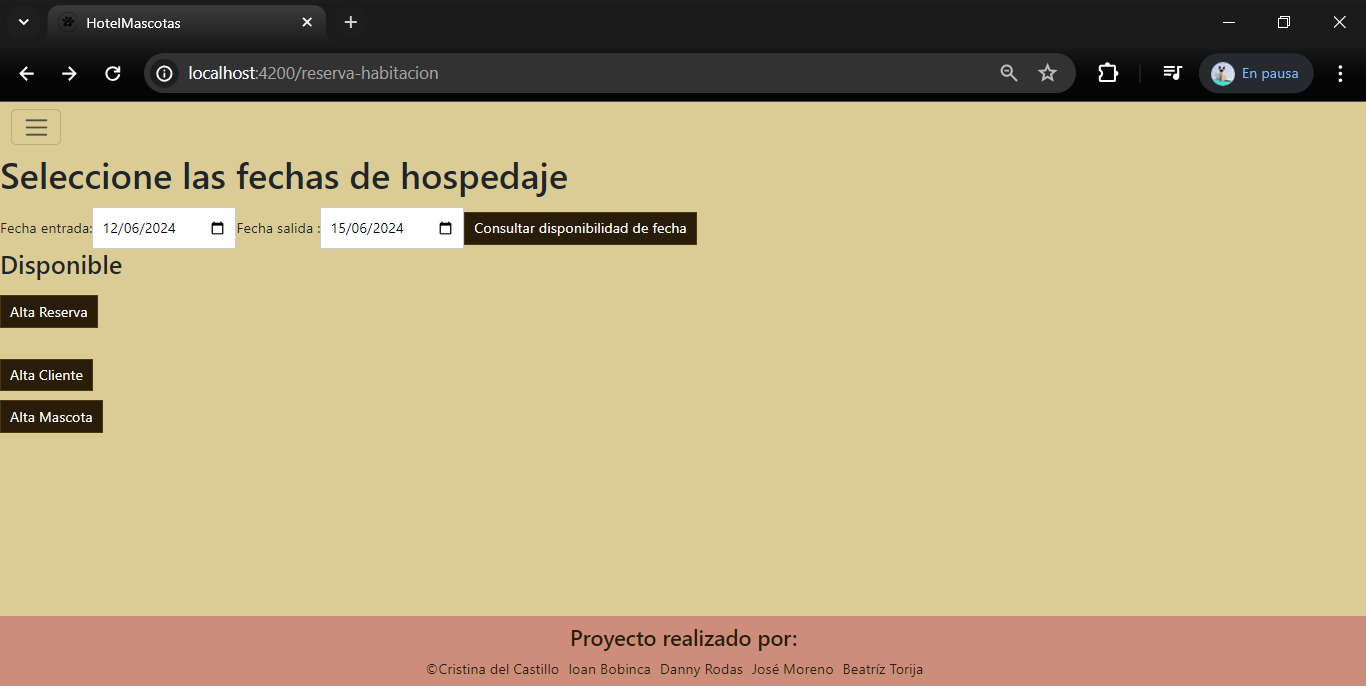 HotelMascotas
localhost:4200/reserva-habitacion
En pausa
Seleccione las fechas de hospedaje
Fecha entrada: 12/06/2024 Fecha salida : 15/06/2024 Consultar disponibilidad de fecha
Disponible
Alta Reserva
Alta Cliente
Alta Mascota
Proyecto realizado por:
©Cristina del Castillo Ioan Bobinca Danny Rodas José Moreno Beatríz Torija